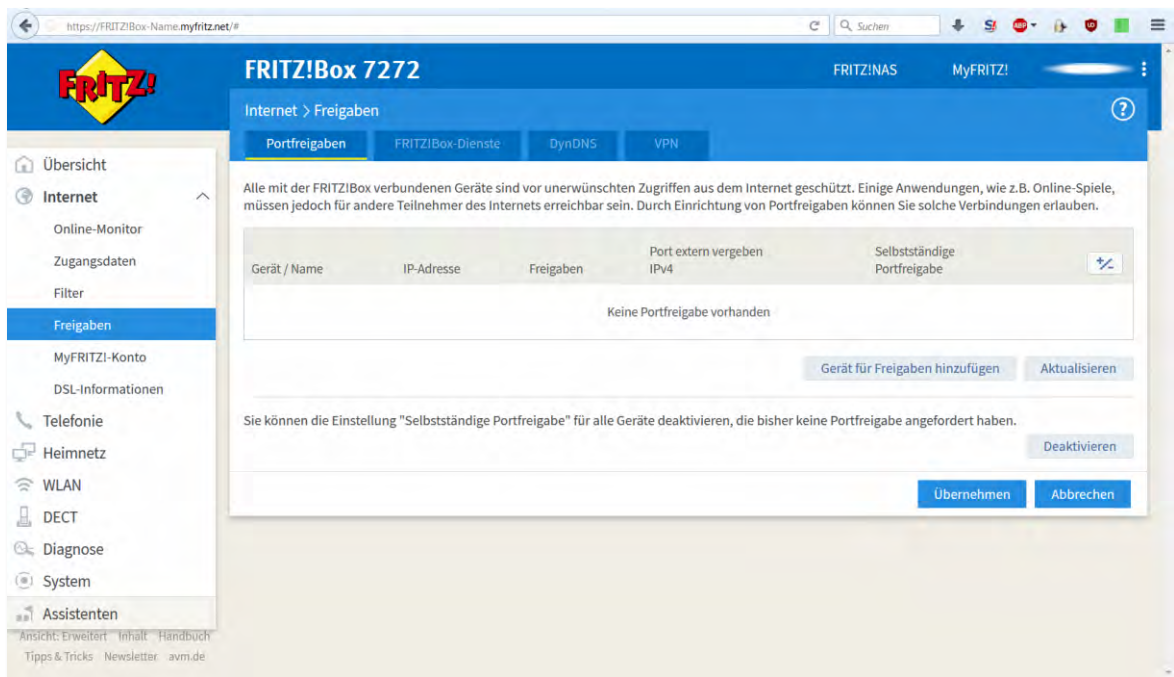 https://FRITZ!Box-Name.myfritz.net/#
Suchen
FRITZ!
FRITZ!Box 7272
FRITZ!NAS
MyFRITZ!
Internet > Freigaben
Portfreigaben
FRITZ!Box-Dienste
DynDNS
VPN
Übersicht
Internet
Online-Monitor
Zugangsdaten
Filter
Freigaben
MyFRITZ!-Konto
DSL-Informationen
Telefonie
Heimnetz
WLAN
DECT
Diagnose
System
Assistenten
Ansicht: Erweitert Inhalt Handbuch
Tipps & Tricks Newsletter avm.de
Alle mit der FRITZ!Box verbundenen Geräte sind vor unerwünschten Zugriffen aus dem Internet geschützt. Einige Anwendungen, wie z.B. Online-Spiele,
müssen jedoch für andere Teilnehmer des Internets erreichbar sein. Durch Einrichtung von Portfreigaben können Sie solche Verbindungen erlauben.
Gerät / Name
IP-Adresse
Freigaben
Port extern vergeben
IPv4
Selbstständige
Portfreigabe
Keine Portfreigabe vorhanden
Gerät für Freigaben hinzufügen
Aktualisieren
Sie können die Einstellung "Selbstständige Portfreigabe" für alle Geräte deaktivieren, die bisher keine Portfreigabe angefordert haben.
Deaktivieren
Übernehmen
Abbrechen